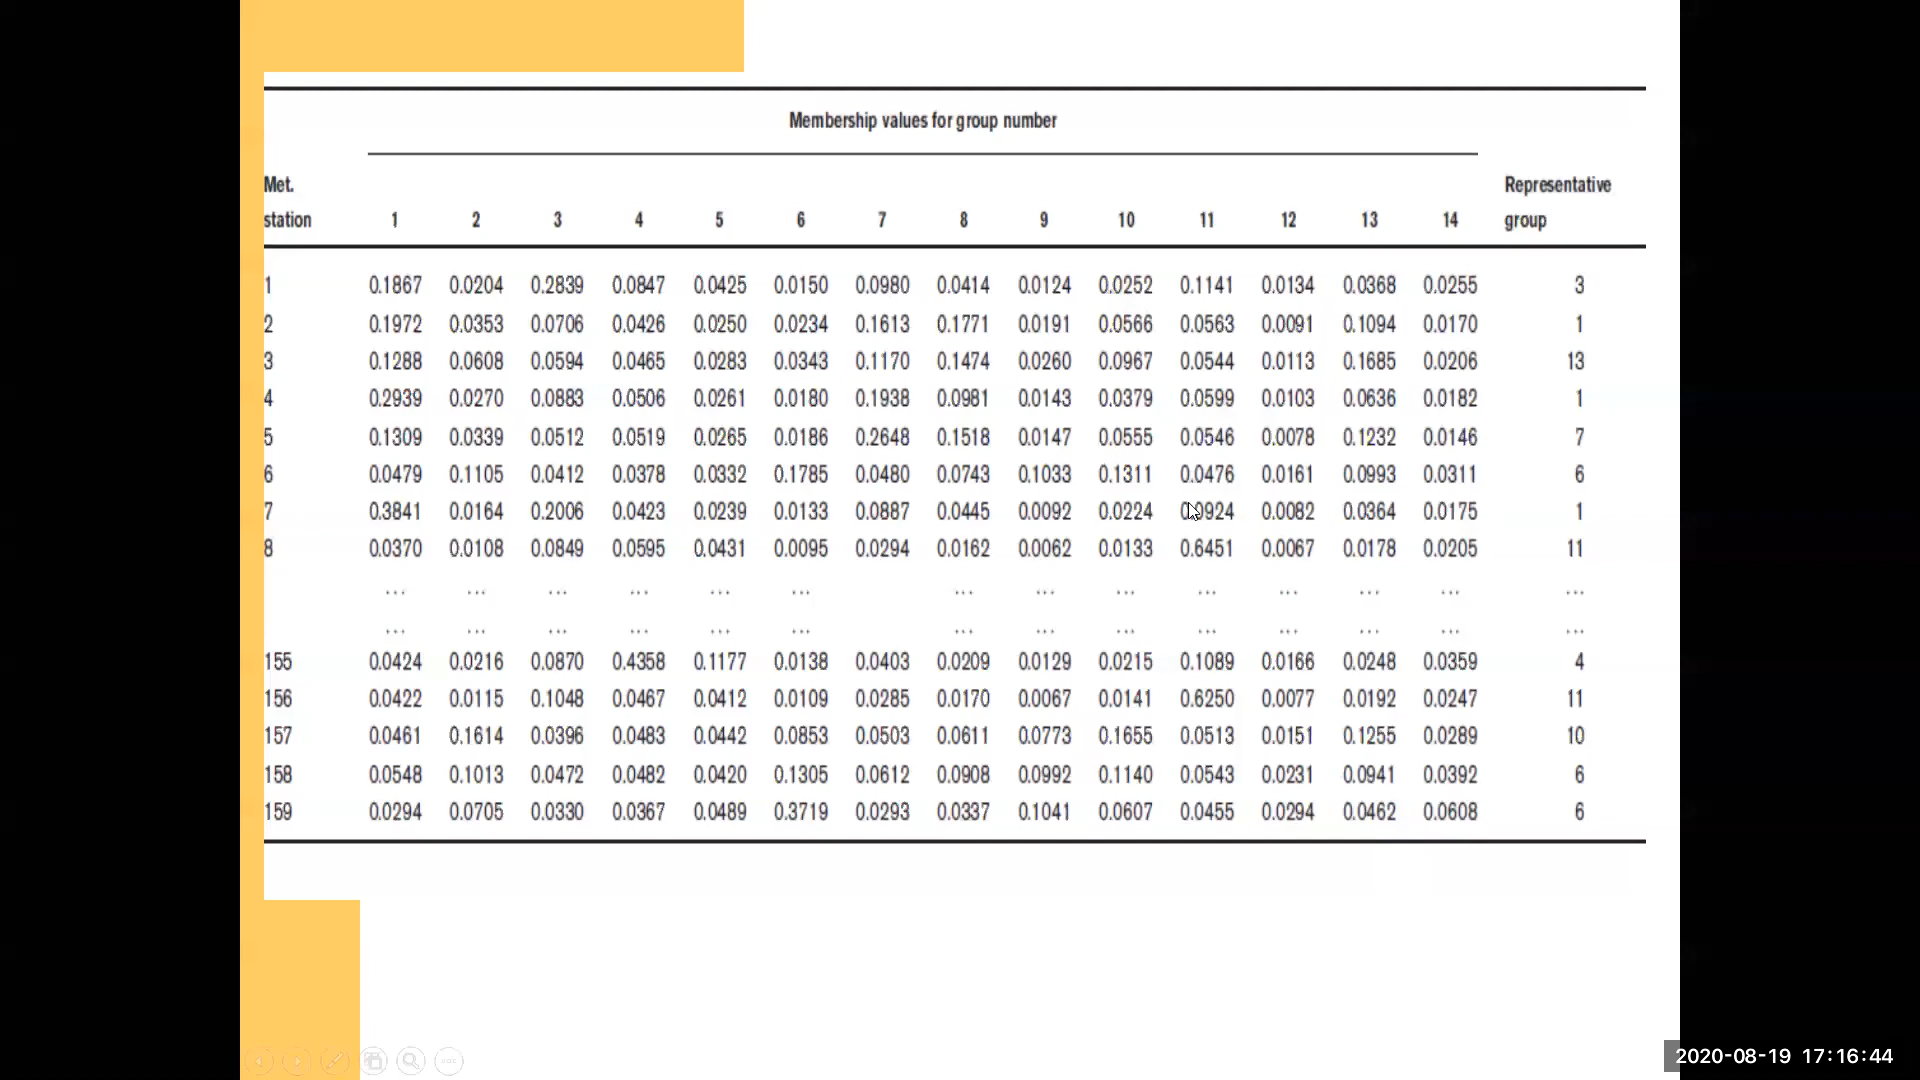 Membership values for group number
Met. Representative
station 1 2 3 4 5 6 7 8 9 10 11 12 13 14 group
1 0.1867 0.0204 0.2839 0.0847 0.0425 0.0150 0.0980 0.0414 0.0124 0.0252 0.1141 0.0134 0.0368 0.0255 3
2 0.1972 0.0353 0.0706 0.0426 0.0250 0.0234 0.1613 0.1771 0.0191 0.0566 0.0563 0.0091 0.1094 0.0170 1
3 0.1288 0.0608 0.0594 0.0465 0.0283 0.0343 0.1170 0.1474 0.0260 0.0967 0.0544 0.0113 0.1685 0.0206 13
4 0.2939 0.0270 0.0883 0.0506 0.0261 0.0180 0.1938 0.0981 0.0143 0.0379 0.0599 0.0103 0.0636 0.0182 1
5 0.1309 0.0339 0.0512 0.0519 0.0265 0.0186 0.2648 0.1518 0.0147 0.0555 0.0546 0.0078 0.1232 0.0146 7
6 0.0479 0.1105 0.0412 0.0378 0.0332 0.1785 0.0480 0.0743 0.1033 0.1311 0.0476 0.0161 0.0993 0.0311 6
7 0.3841 0.0164 0.2006 0.0423 0.0239 0.0133 0.0887 0.0445 0.0092 0.0224 0.0924 0.0082 0.0364 0.0175 1
8 0.0370 0.0108 0.0849 0.0595 0.0431 0.0095 0.0294 0.0162 0.0062 0.0133 0.6451 0.0067 0.0178 0.0205 11
... ... ... ... ... ... ... ... ... ... ... ... ... ...
... ... ... ... ... ... ... ... ... ... ... ... ... ...
155 0.0424 0.0216 0.0870 0.4358 0.1177 0.0138 0.0403 0.0209 0.0129 0.0215 0.1089 0.0166 0.0248 0.0359 4
156 0.0422 0.0115 0.1048 0.0467 0.0412 0.0109 0.0285 0.0170 0.0067 0.0141 0.6250 0.0077 0.0192 0.0247 11
157 0.0461 0.1614 0.0396 0.0483 0.0442 0.0853 0.0503 0.0611 0.0773 0.1655 0.0513 0.0151 0.1255 0.0289 10
158 0.0548 0.1013 0.0472 0.0482 0.0420 0.1305 0.0612 0.0908 0.0992 0.1140 0.0543 0.0231 0.0941 0.0392 6
159 0.0294 0.0705 0.0330 0.0367 0.0489 0.3719 0.0293 0.0337 0.1041 0.0607 0.0455 0.0294 0.0462 0.0608 6
2020-08-19 17:16:44